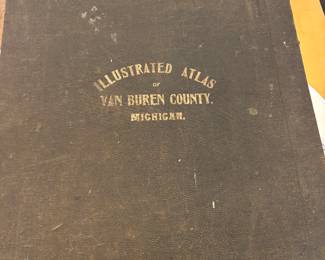 ILLUSTRATED ATLAS
OF
VAN BUREN COUNTY.
MICHIGAN.